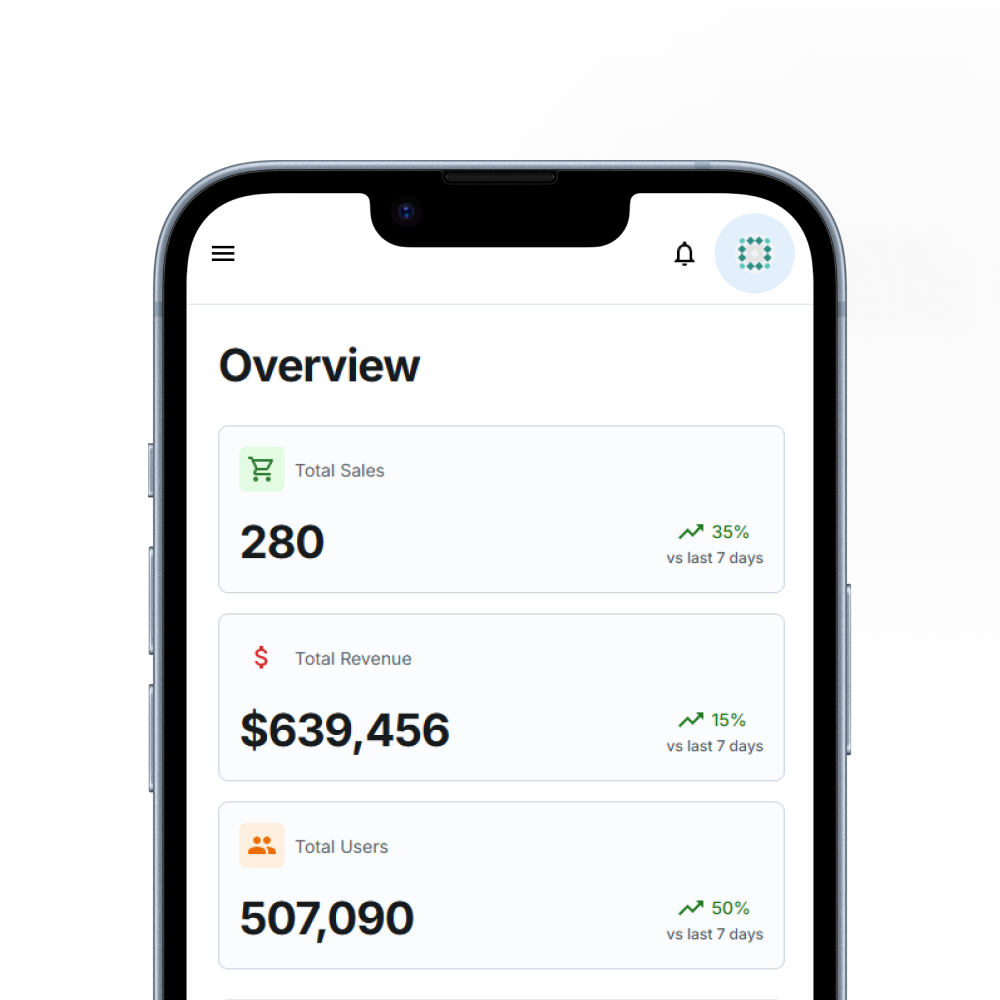 Overview
Total Sales
280
35%
vs last 7 days
$
Total Revenue
$639,456
15%
vs last 7 days
Total Users
507,090
50%
vs last 7 days